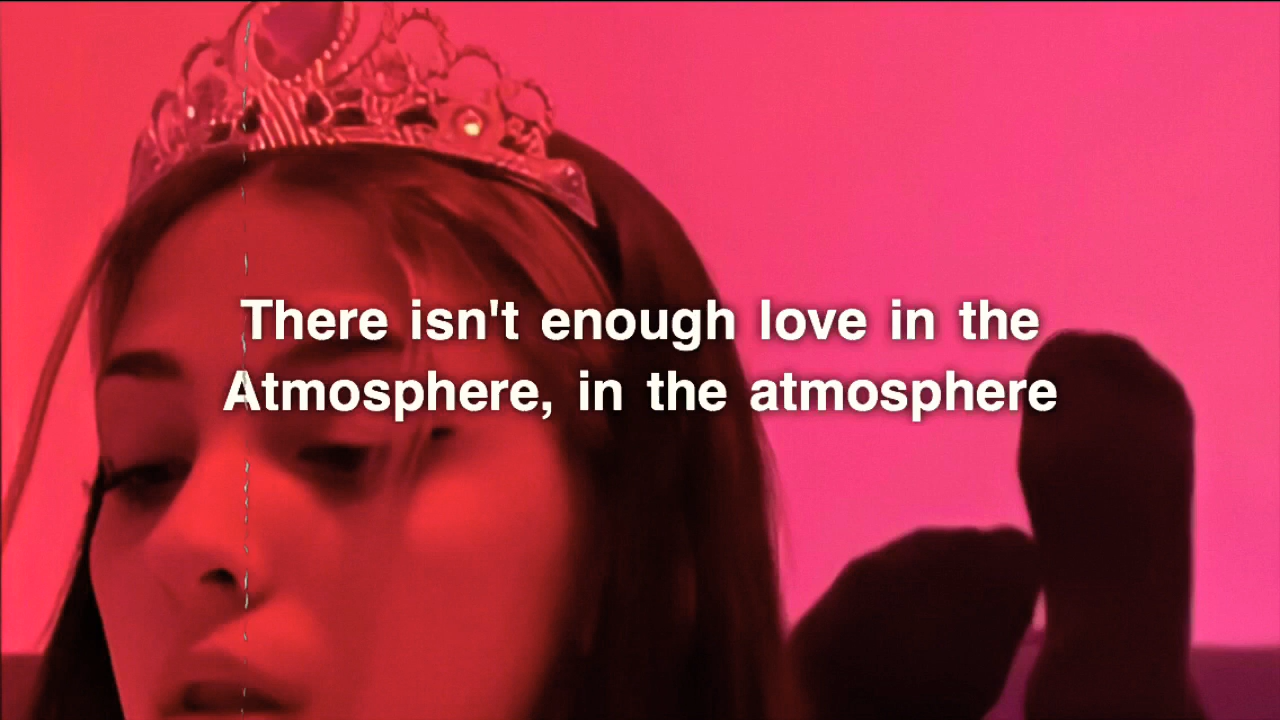 There isn't enough love in the
Atmosphere, in the atmosphere